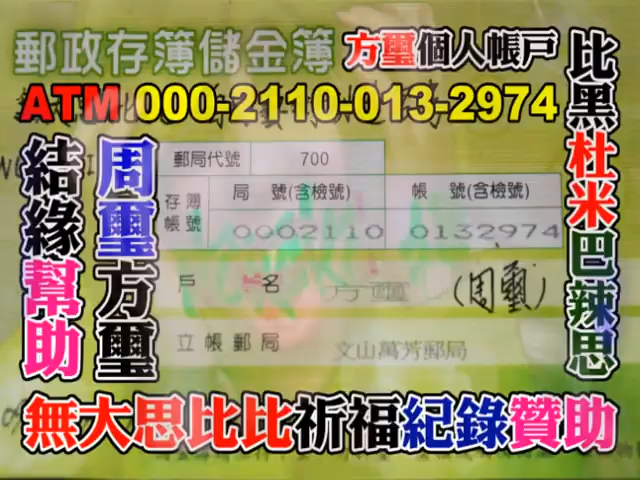 郵政存簿儲金簿 方璽個人帳戶
ATM 000-2110-013-2974
比黑杜米巴辣思
結緣幫助
周璽方璽
郵局代號 700
存簿帳號
局 號(含檢號) 帳 號(含檢號)
0002110 0132974
戶 名 方璽 (周璽)
立帳郵局 文山萬芳郵局
無大思比比祈福紀錄贊助